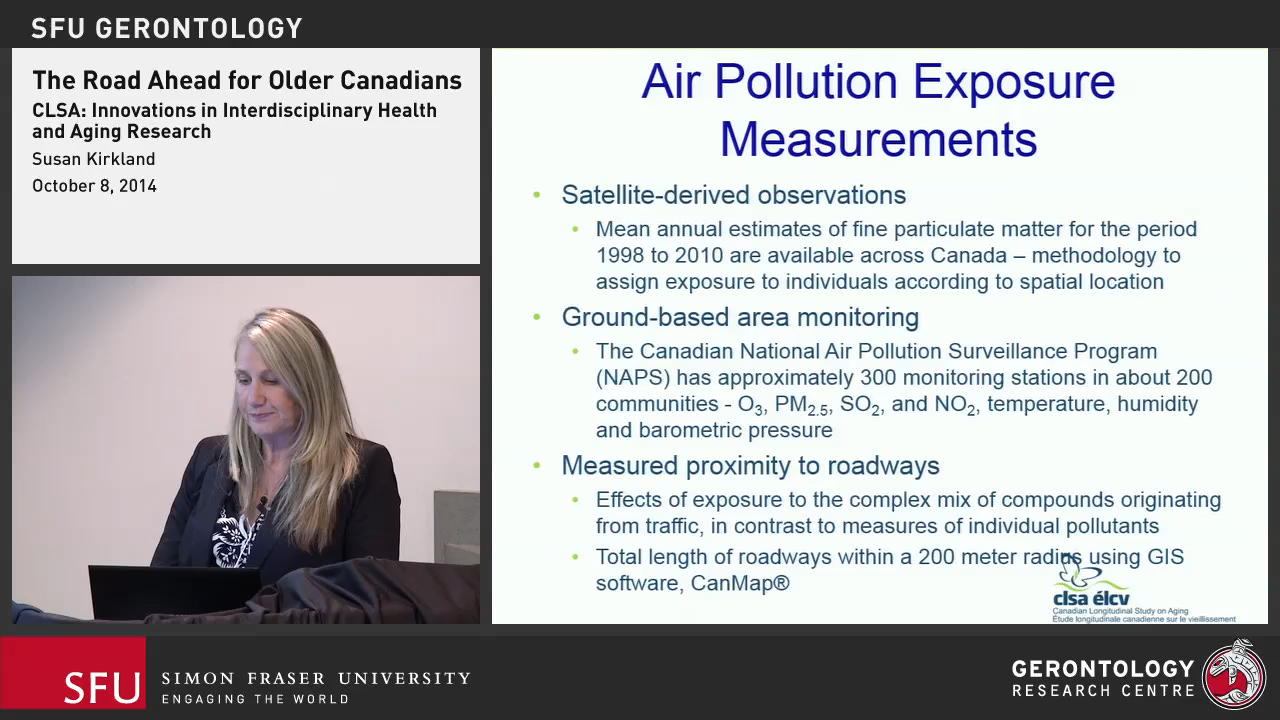 SFU GERONTOLOGY
The Road Ahead for Older Canadians
CLSA: Innovations in Interdisciplinary Health
and Aging Research
Susan Kirkland
October 8, 2014
Air Pollution Exposure
Measurements
• Satellite-derived observations
• Mean annual estimates of fine particulate matter for the period
1998 to 2010 are available across Canada – methodology to
assign exposure to individuals according to spatial location
• Ground-based area monitoring
• The Canadian National Air Pollution Surveillance Program
(NAPS) has approximately 300 monitoring stations in about 200
communities - O3, PM2.5, SO2, and NO2, temperature, humidity
and barometric pressure
• Measured proximity to roadways
• Effects of exposure to the complex mix of compounds originating
from traffic, in contrast to measures of individual pollutants
• Total length of roadways within a 200 meter radius using GIS
software, CanMap®
clsa élcv
Canadian Longitudinal Study on Aging
Étude longitudinale canadienne sur le vieillissement
SFU
SIMON FRASER UNIVERSITY
ENGAGING THE WORLD
GERONTOLOGY
RESEARCH CENTRE